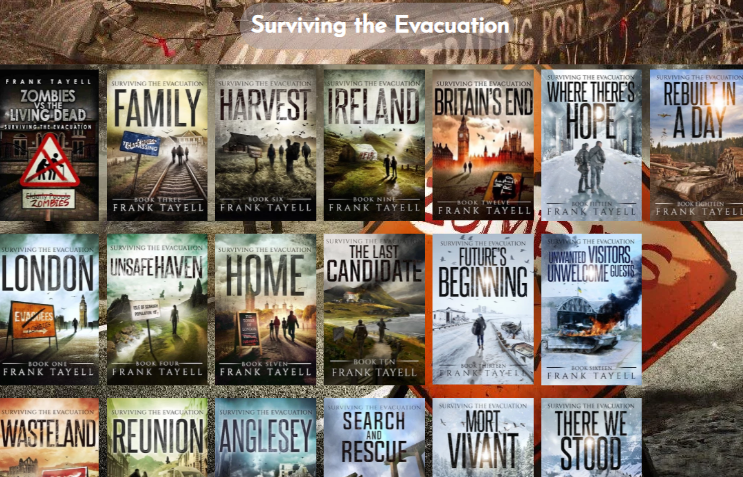 Surviving the Evacuation
TRADING POST
FRANK TAYELL
ZOMBIES
VS THE
LIVING DEAD
SURVIVING THE EVACUATION
Elderly People
ZOMBIES
SURVIVING THE EVACUATION
FAMILY
BOOK THREE
FRANK TAYELL
SURVIVING THE EVACUATION
HARVEST
BOOK SIX
FRANK TAYELL
SURVIVING THE EVACUATION
IRELAND
BOOK NINE
FRANK TAYELL
SURVIVING THE EVACUATION
BRITAIN'S END
BOOK TWELVE
FRANK TAYELL
SURVIVING THE EVACUATION
WHERE THERE'S
HOPE
BOOK FIFTEEN
FRANK TAYELL
SURVIVING THE EVACUATION
REBUILT IN
A DAY
BOOK EIGHTEEN
FRANK TAYELL
SURVIVING THE EVACUATION
LONDON
EVACUEES
BOOK ONE
FRANK TAYELL
SURVIVING THE EVACUATION
UNSAFE HAVEN
BOOK FOUR
FRANK TAYELL
SURVIVING THE EVACUATION
HOME
BOOK SEVEN
FRANK TAYELL
SURVIVING THE EVACUATION
THE LAST
CANDIDATE
BOOK TEN
FRANK TAYELL
SURVIVING THE EVACUATION
FUTURE'S
BEGINNING
BOOK THIRTEEN
FRANK TAYELL
SURVIVING THE EVACUATION
UNWANTED VISITORS,
UNWELCOME GUESTS
BOOK SIXTEEN
FRANK TAYELL
SURVIVING THE EVACUATION
WASTELAND
SURVIVING THE EVACUATION
REUNION
SURVIVING THE EVACUATION
ANGLESEY
SURVIVING THE EVACUATION
SEARCH
AND
RESCUE
SURVIVING THE EVACUATION
MORT
VIVANT
SURVIVING THE EVACUATION
THERE WE
STOOD